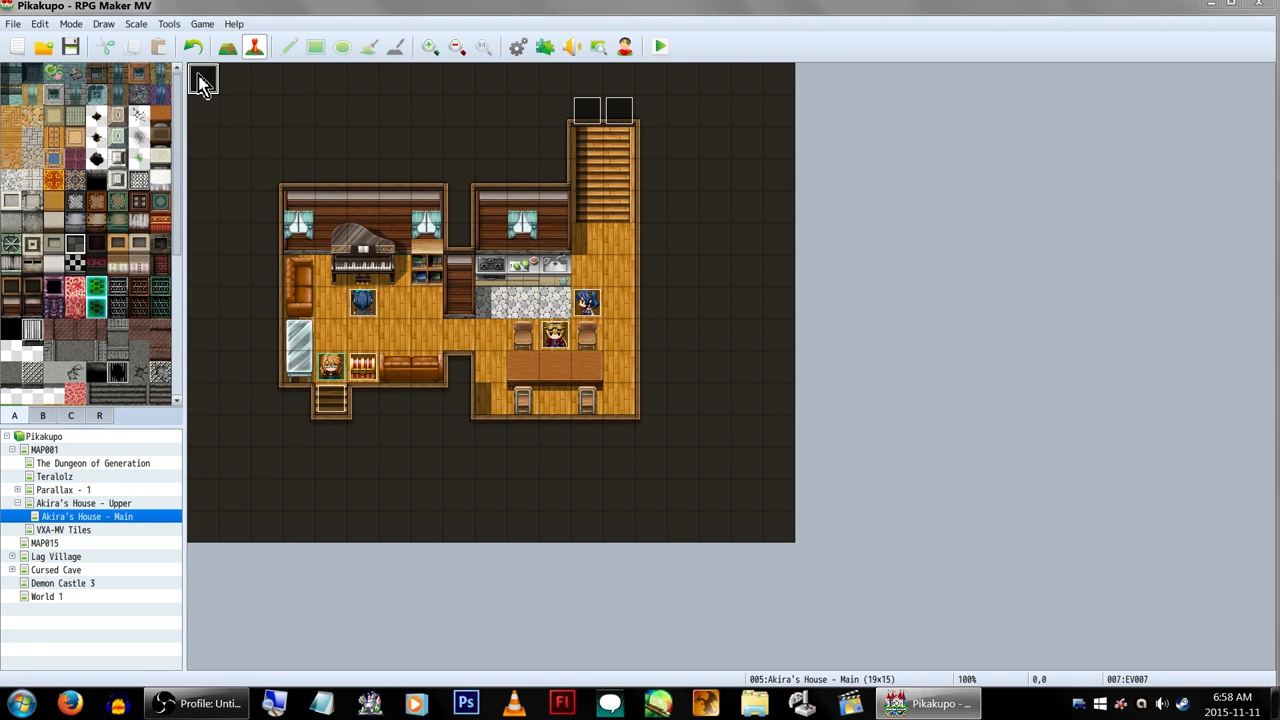 Pikakupo - RPG Maker MV
File Edit Mode Draw Scale Tools Game Help
A B C R
Pikakupo
MAP001
The Dungeon of Generation
Teralolz
Parallax - 1
Akira's House - Upper
Akira's House - Main
VXA-MV Tiles
MAP015
Lag Village
Cursed Cave
Demon Castle 3
World 1
005:Akira's House - Main (19x15) 100% 0,0 007:EV007
Profile: Unti... Ps Fl Pikakupo - ... 6:58 AM
2015-11-11